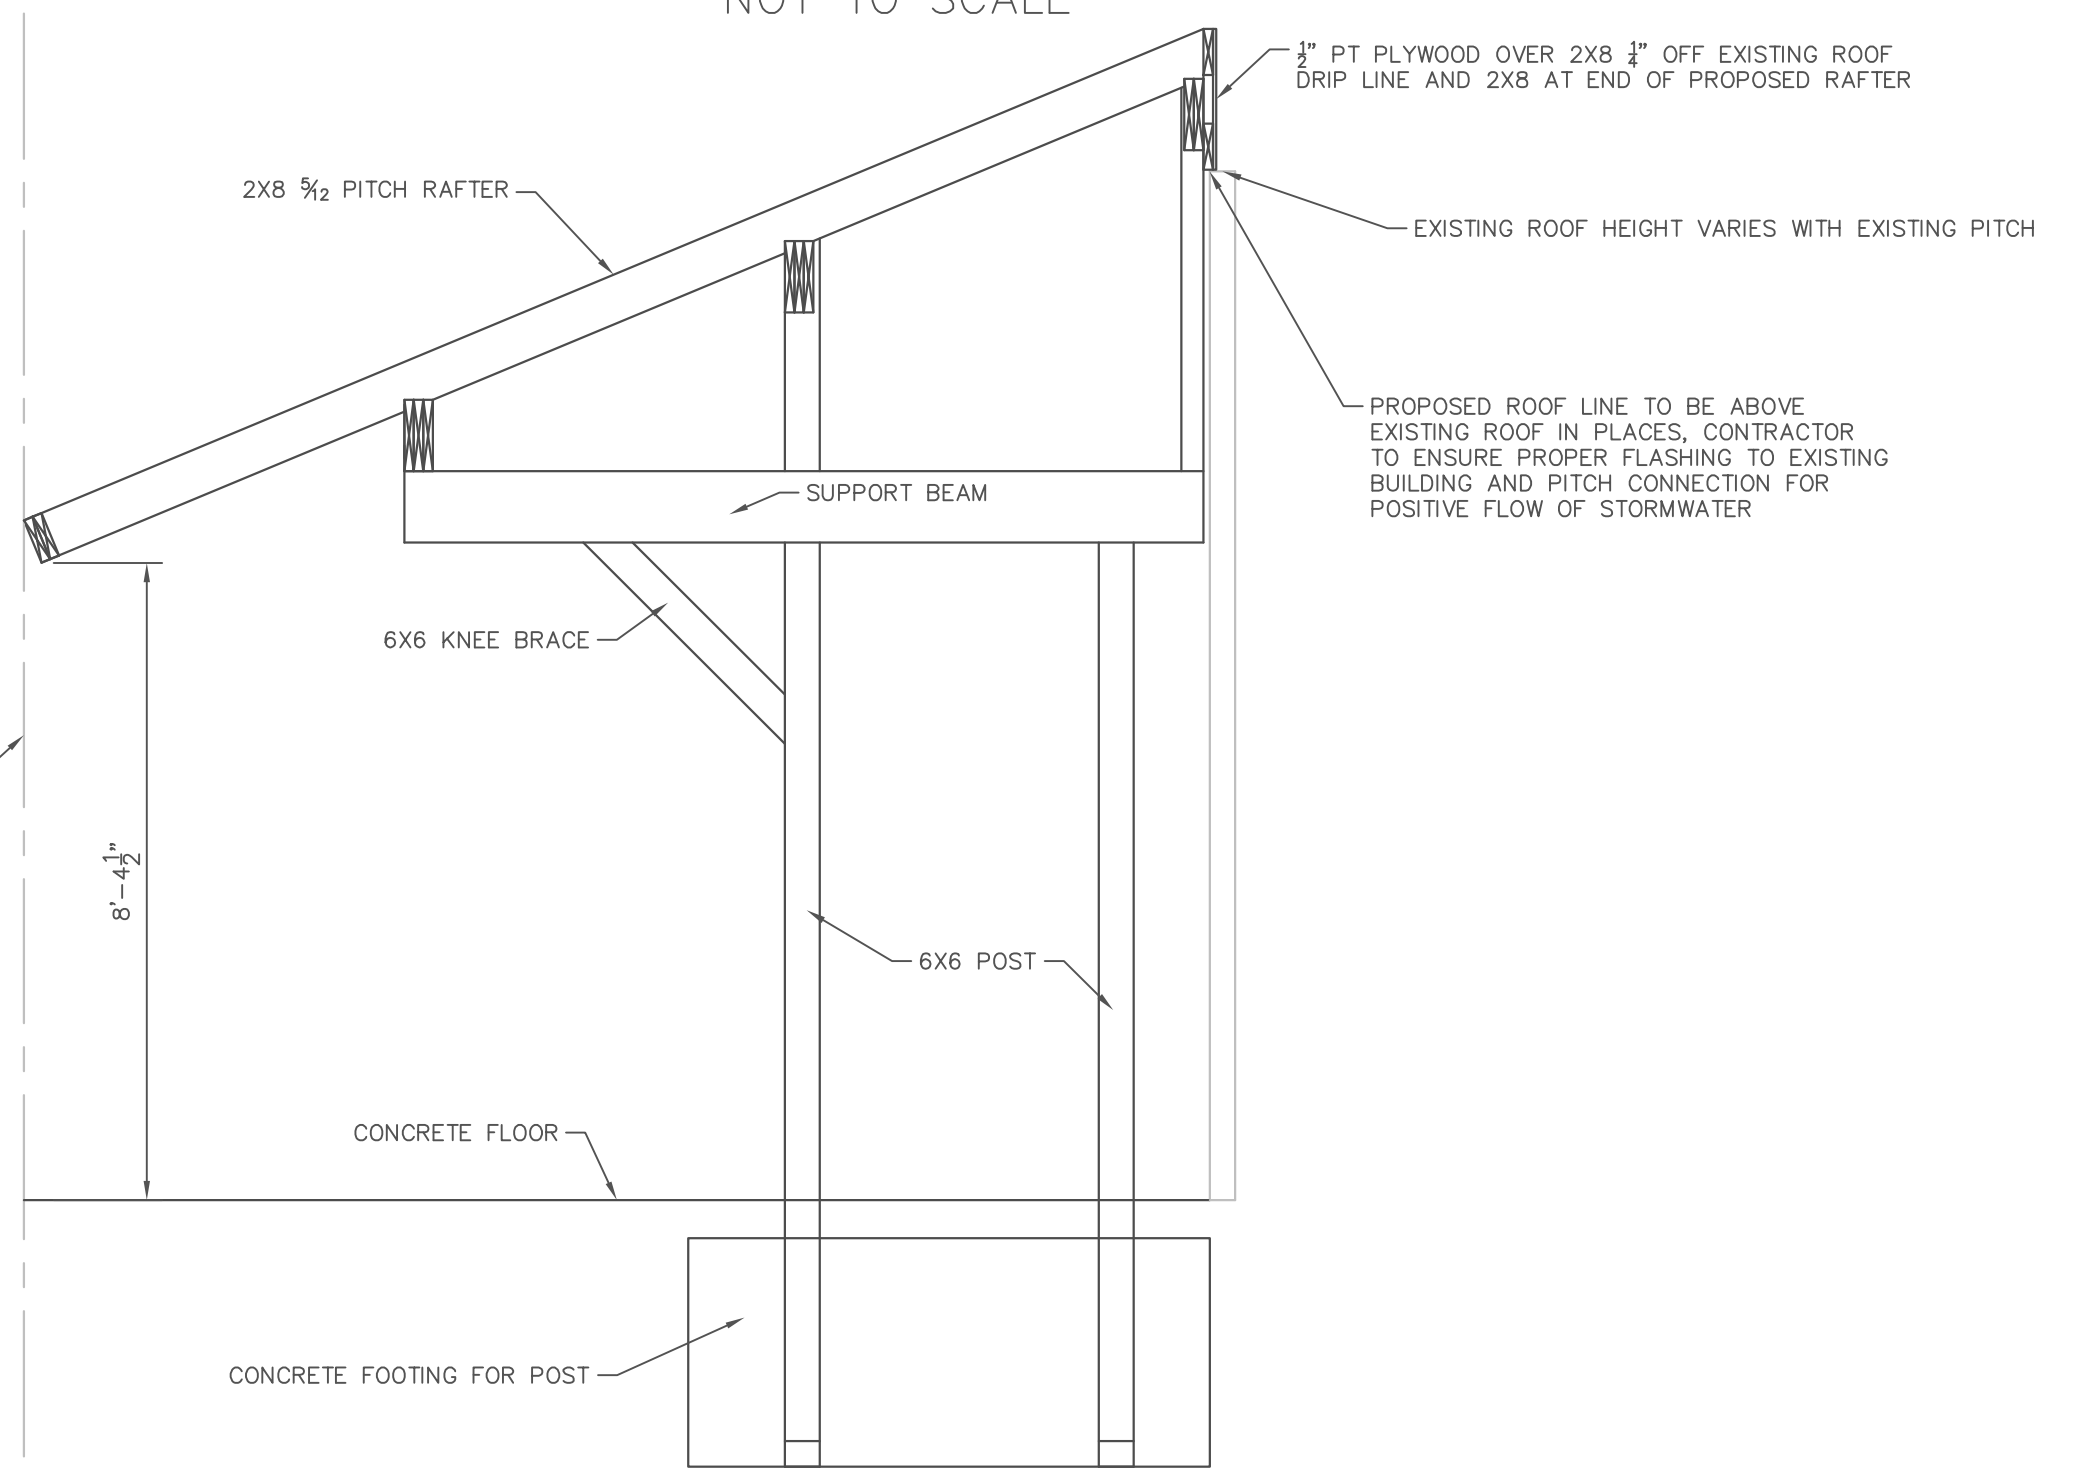 NOT TO SCALE
½" PT PLYWOOD OVER 2X8 ¼" OFF EXISTING ROOF
DRIP LINE AND 2X8 AT END OF PROPOSED RAFTER
2X8 5/12 PITCH RAFTER
EXISTING ROOF HEIGHT VARIES WITH EXISTING PITCH
PROPOSED ROOF LINE TO BE ABOVE
EXISTING ROOF IN PLACES, CONTRACTOR
TO ENSURE PROPER FLASHING TO EXISTING
BUILDING AND PITCH CONNECTION FOR
POSITIVE FLOW OF STORMWATER
SUPPORT BEAM
6X6 KNEE BRACE
8'-4½"
6X6 POST
CONCRETE FLOOR
CONCRETE FOOTING FOR POST